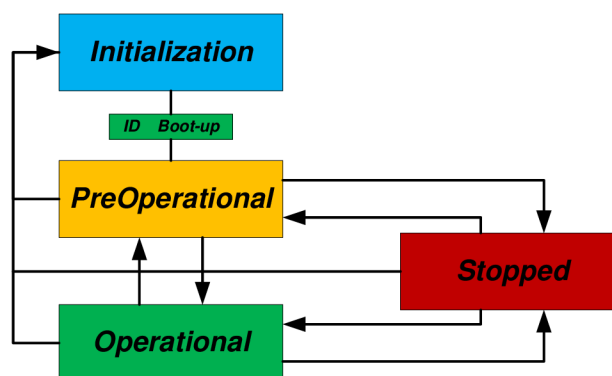 Initialization
ID Boot-up
PreOperational
Stopped
Operational